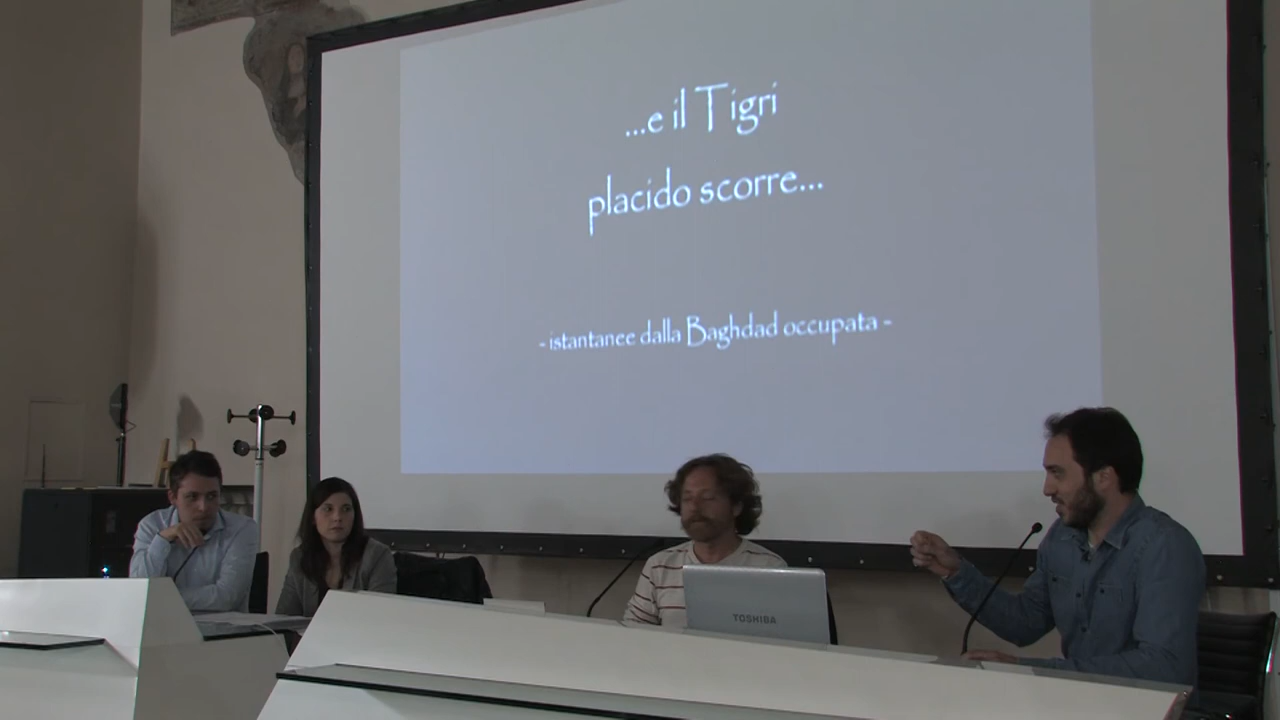 ...e il Tigri
placido scorre...
- istantanee dalla Baghdad occupata -
TOSHIBA